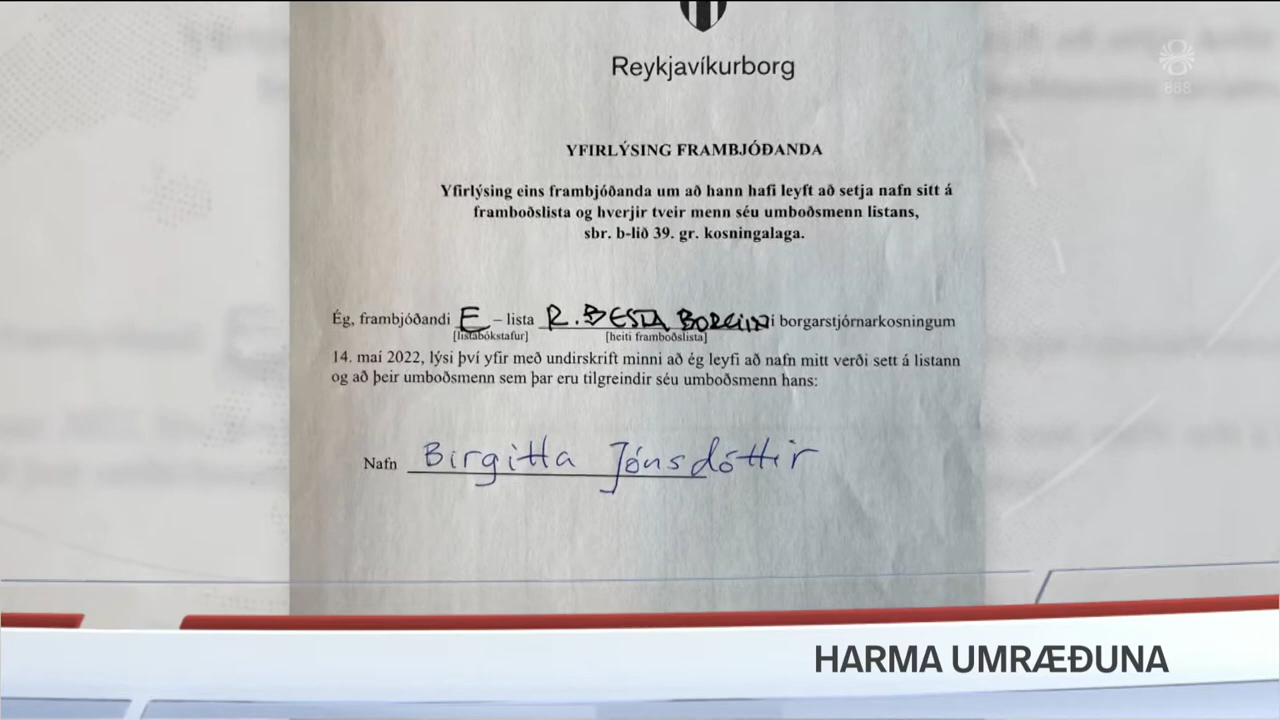 Reykjavíkurborg
888
YFIRLÝSING FRAMBJÓÐANDA
Yfirlýsing eins frambjóðanda um að hann hafi leyft að setja nafn sitt á
framboðslista og hverjir tveir menn séu umboðsmenn listans,
sbr. b-lið 39. gr. kosningalaga.
Ég, frambjóðandi E – lista R. BESTA BORGIN í borgarstjórnarkosningum
[listabókstafur] [heiti framboðslista]
14. maí 2022, lýsi því yfir með undirskrift minni að ég leyfi að nafn mitt verði sett á listann
og að þeir umboðsmenn sem þar eru tilgreindir séu umboðsmenn hans:
Nafn Birgitta Jónsdóttir
HARMA UMRÆÐUNA